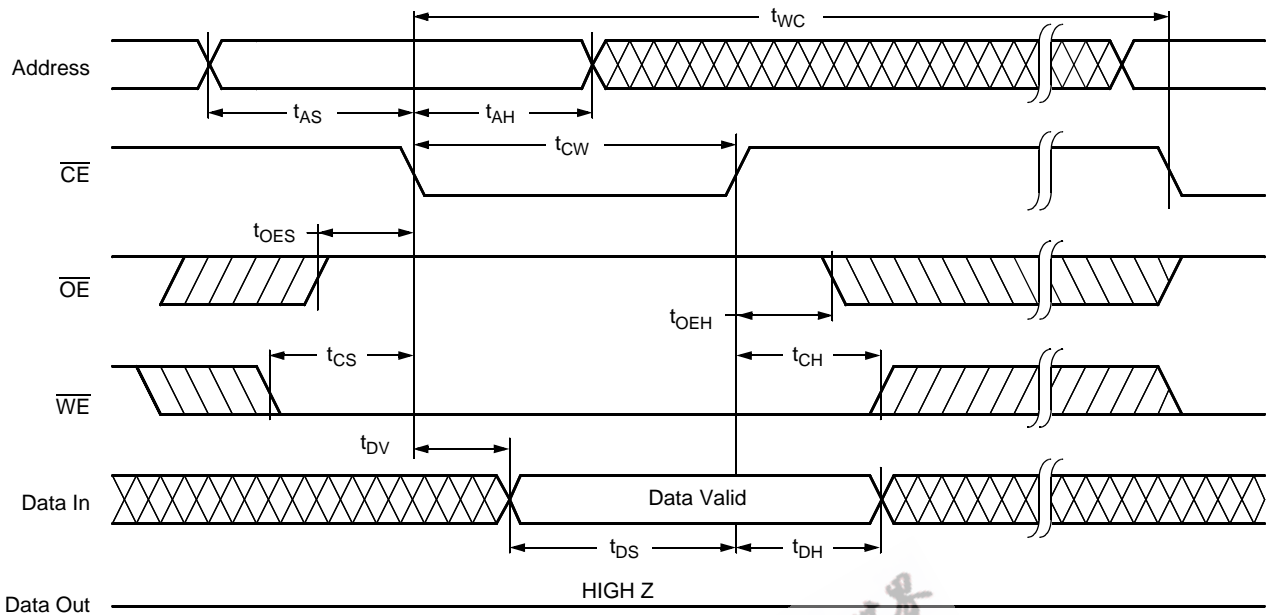 tWC
Address
tAS
tAH
tCW
CE
tOES
OE
tOEH
tCS
tCH
WE
tDV
Data In
Data Valid
tDS
tDH
HIGH Z
Data Out